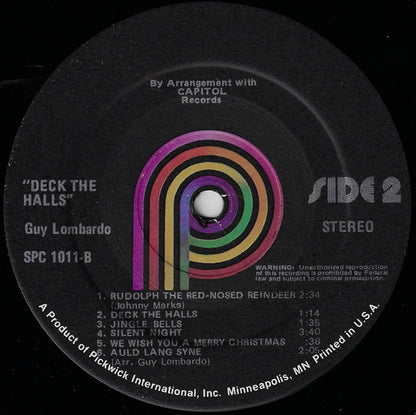 By Arrangement with
CAPITOL
Records
"DECK THE
HALLS"
Guy Lombardo
SPC 1011-B
SIDE 2
STEREO
WARNING: Unauthorized reproduction
of this recording is prohibited by Federal
law and subject to criminal prosecution.
1. RUDOLPH THE RED-NOSED REINDEER 2:34
(Johnny Marks)
2. DECK THE HALLS 1:14
3. JINGLE BELLS 1:35
4. SILENT NIGHT 3:40
5. WE WISH YOU A MERRY CHRISTMAS :38
6. AULD LANG SYNE 2:05
(Arr. Guy Lombardo)
A Product of Pickwick International, Inc. Minneapolis, MN Printed in U.S.A.